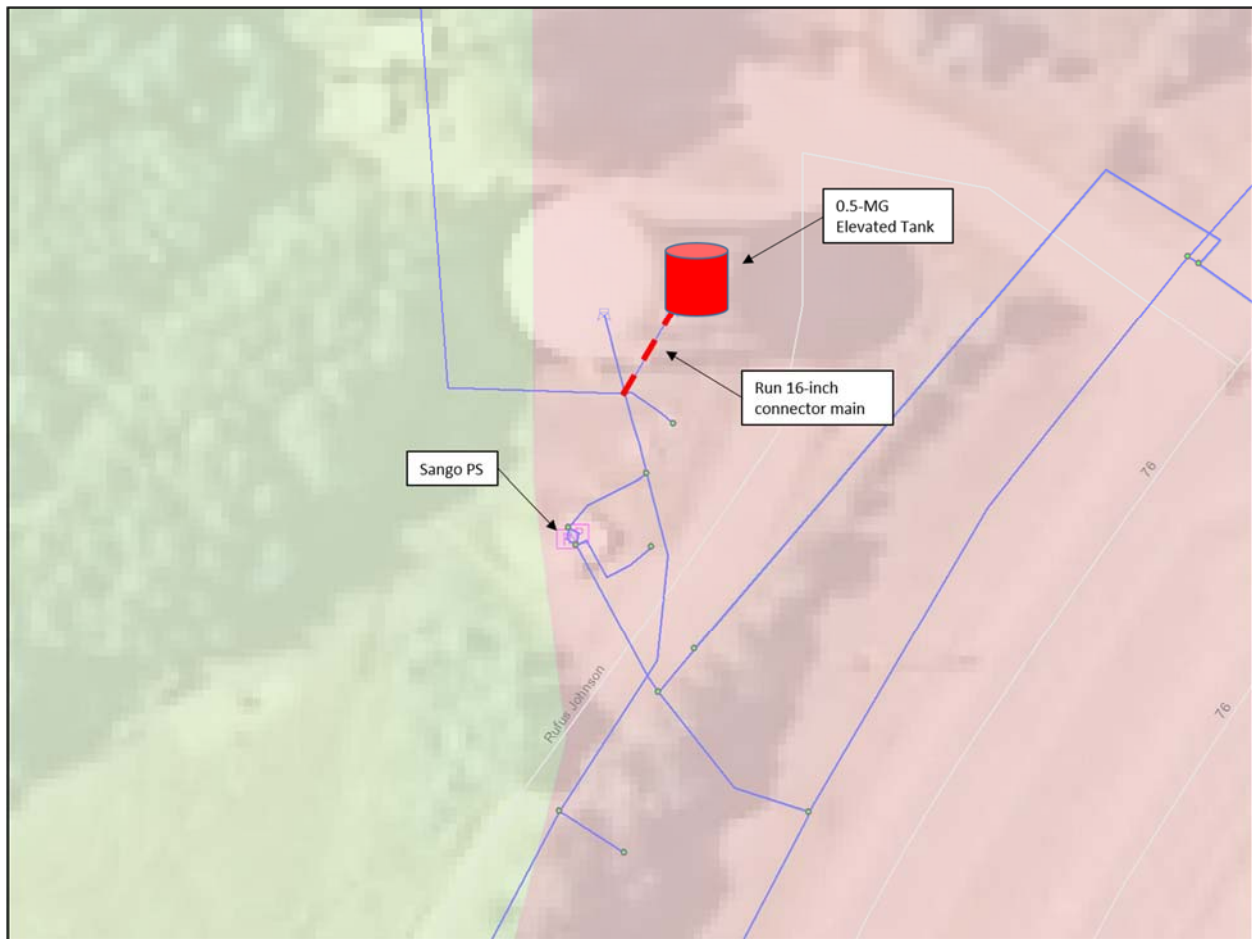 0.5-MG
Elevated Tank
Run 16-inch
connector main
Sango PS
76
Rufus Johnson
76